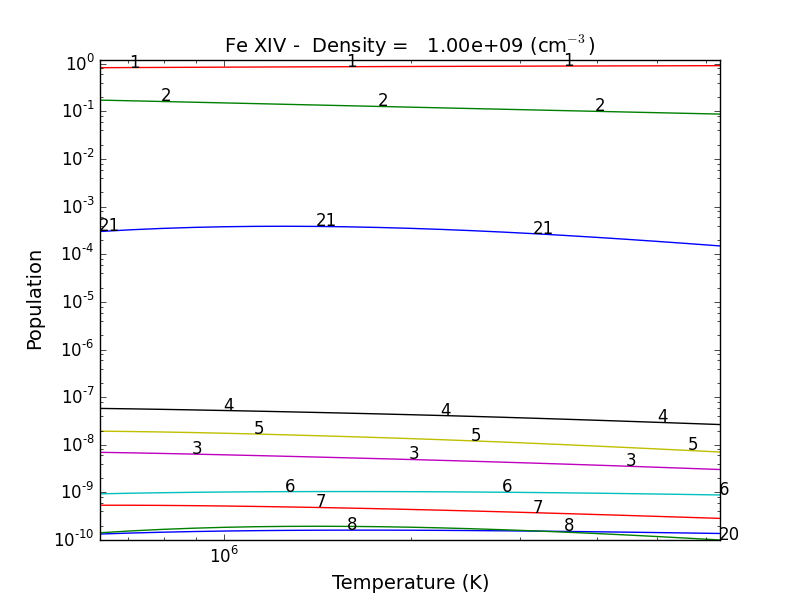 Fe XIV -  Density =   1.00e+09 (cm⁻³)
10⁰
10⁻¹
10⁻²
10⁻³
10⁻⁴
10⁻⁵
10⁻⁶
10⁻⁷
10⁻⁸
10⁻⁹
10⁻¹⁰
Population
1 1 1
2 2 2
21 21 21
4 4 4
5 5 5
3 3 3
6 6 6
7 7
8 8 20
10⁶
Temperature (K)